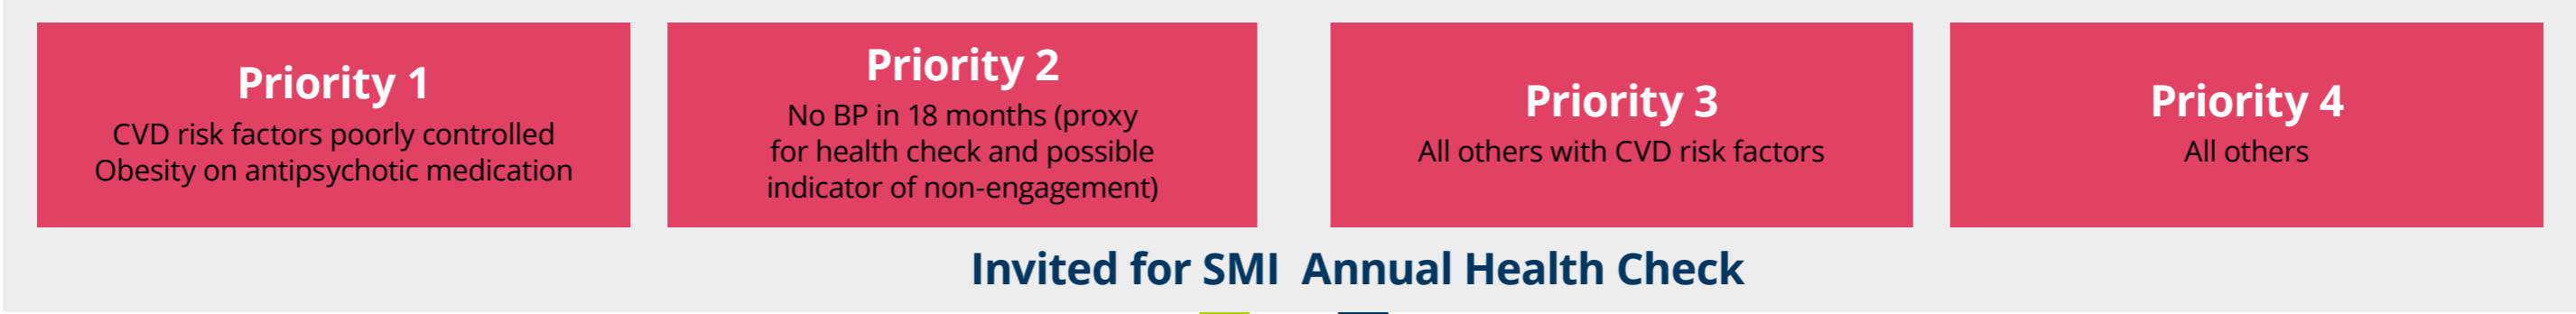 Priority 1
CVD risk factors poorly controlled
Obesity on antipsychotic medication
Priority 2
No BP in 18 months (proxy
for health check and possible
indicator of non-engagement)
Priority 3
All others with CVD risk factors
Priority 4
All others
Invited for SMI  Annual Health Check